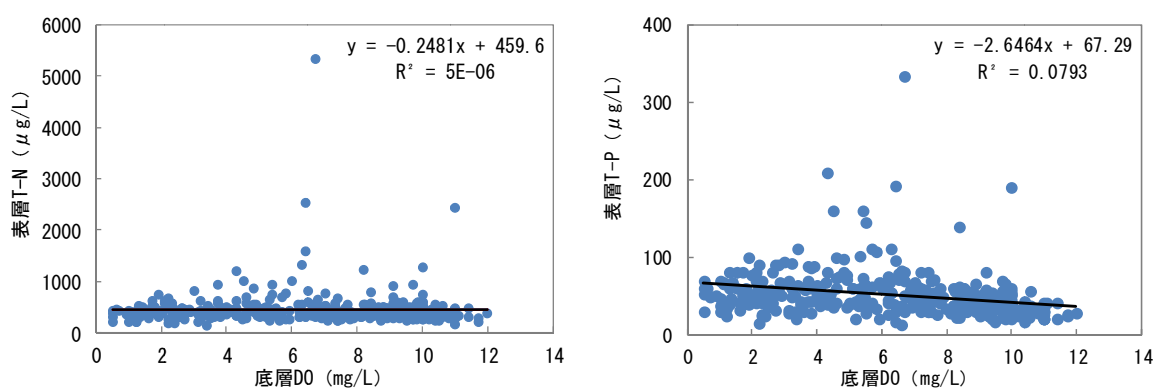 6000
5000
4000
3000
2000
1000
0
0 2 4 6 8 10 12 14
表層T-N (μg/L)
底層DO (mg/L)
y = -0.2481x + 459.6
R² = 5E-06
400
300
200
100
0
0 2 4 6 8 10 12 14
表層T-P (μg/L)
底層DO (mg/L)
y = -2.6464x + 67.29
R² = 0.0793